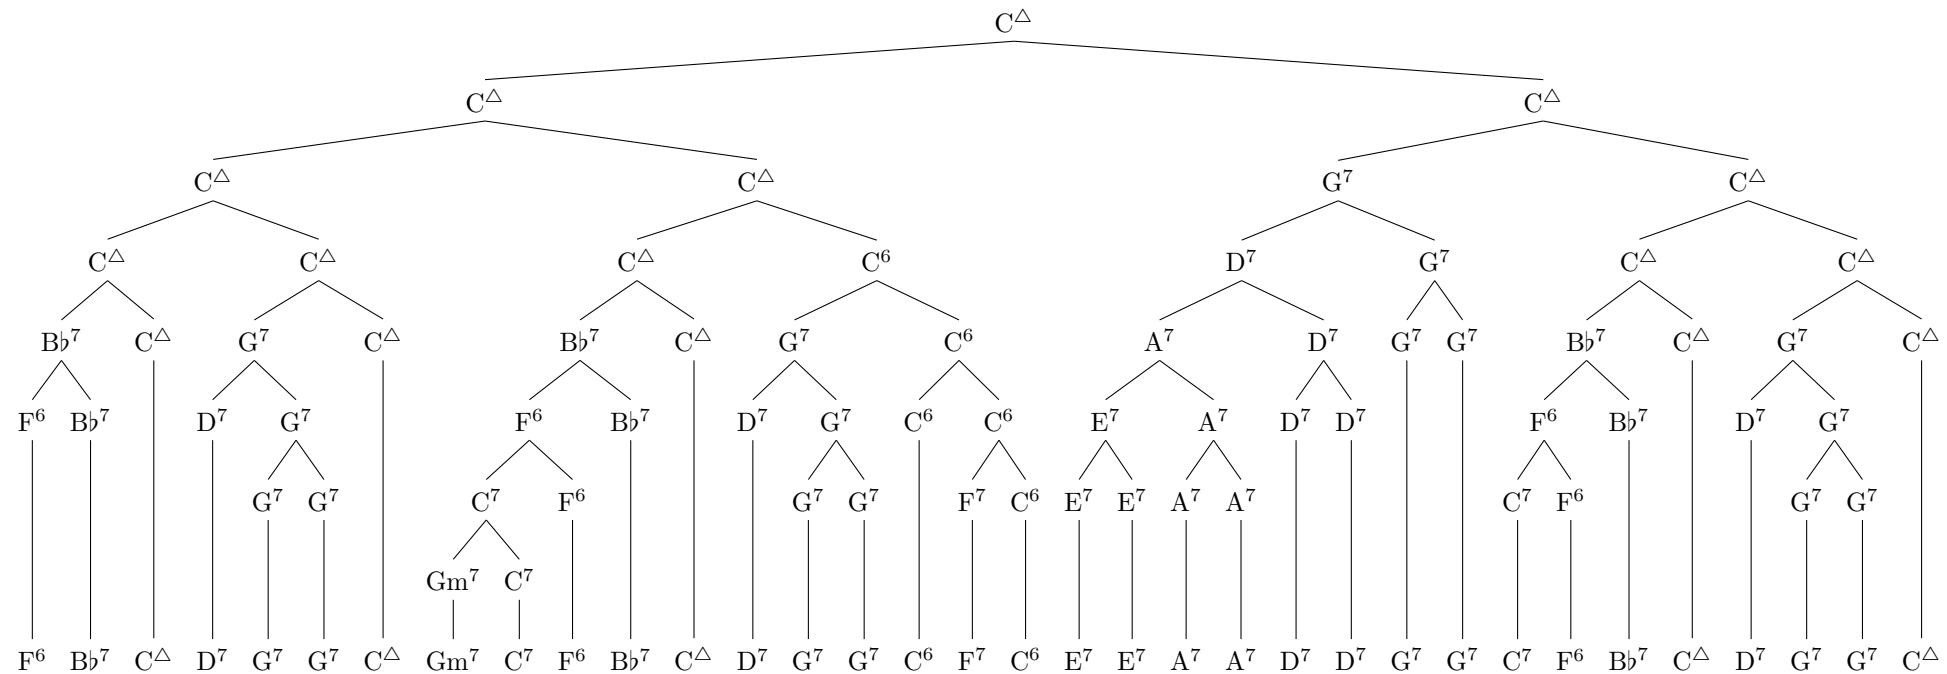 C△
C△ C△
C△ C△ G⁷ C△
C△ C△ C△ C⁶ D⁷ G⁷ C△ C△
B♭⁷ C△ G⁷ C△ B♭⁷ C△ G⁷ C⁶ A⁷ D⁷ G⁷ G⁷ B♭⁷ C△ G⁷ C△
F⁶ B♭⁷ D⁷ G⁷ F⁶ B♭⁷ D⁷ G⁷ C⁶ C⁶ E⁷ A⁷ D⁷ D⁷ F⁶ B♭⁷ D⁷ G⁷
G⁷ G⁷ C⁷ F⁶ G⁷ G⁷ F⁷ C⁶ E⁷ E⁷ A⁷ A⁷ C⁷ F⁶ G⁷ G⁷
Gm⁷ C⁷
F⁶ B♭⁷ C△ D⁷ G⁷ G⁷ C△ Gm⁷ C⁷ F⁶ B♭⁷ C△ D⁷ G⁷ G⁷ C⁶ F⁷ C⁶ E⁷ E⁷ A⁷ A⁷ D⁷ D⁷ G⁷ G⁷ C⁷ F⁶ B♭⁷ C△ D⁷ G⁷ G⁷ C△